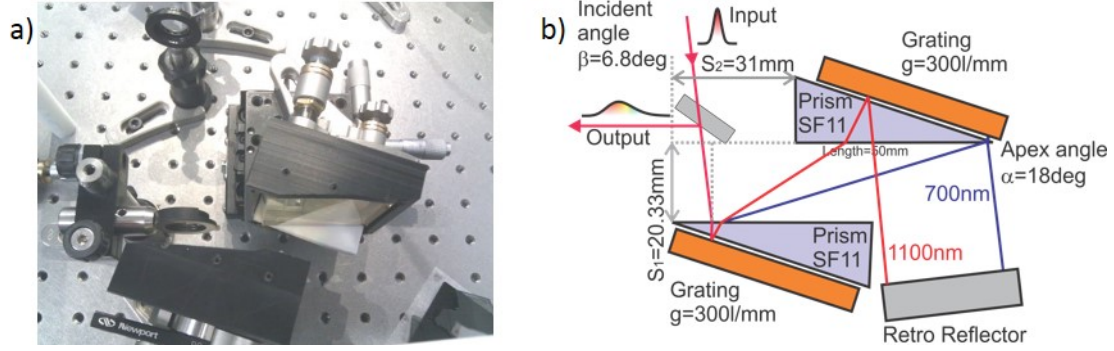 a)
Newport
b)
Incident
angle
β=6.8deg
Input
S₂=31mm
Grating
g=300l/mm
Prism
SF11
Output
Length=50mm
Apex angle
α=18deg
S₁=20.33mm
700nm
Prism
SF11
1100nm
Grating
g=300l/mm
Retro Reflector